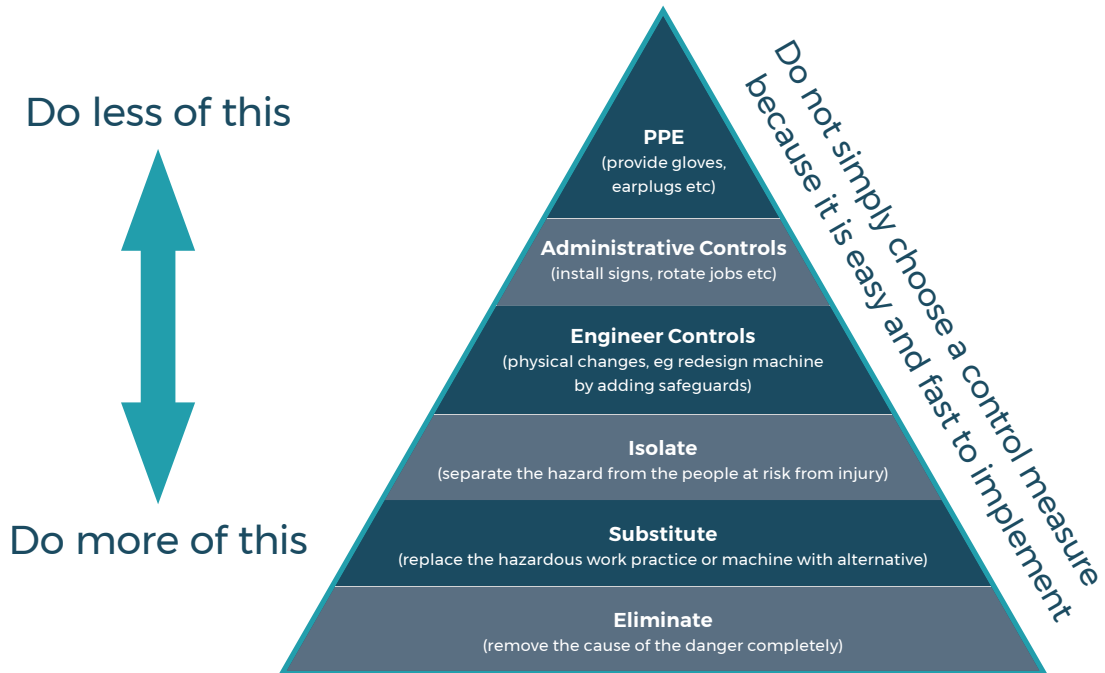 Do less of this
Do more of this
PPE
(provide gloves,
earplugs etc)
Administrative Controls
(install signs, rotate jobs etc)
Engineer Controls
(physical changes, eg redesign machine
by adding safeguards)
Isolate
(separate the hazard from the people at risk from injury)
Substitute
(replace the hazardous work practice or machine with alternative)
Eliminate
(remove the cause of the danger completely)
Do not simply choose a control measure
because it is easy and fast to implement